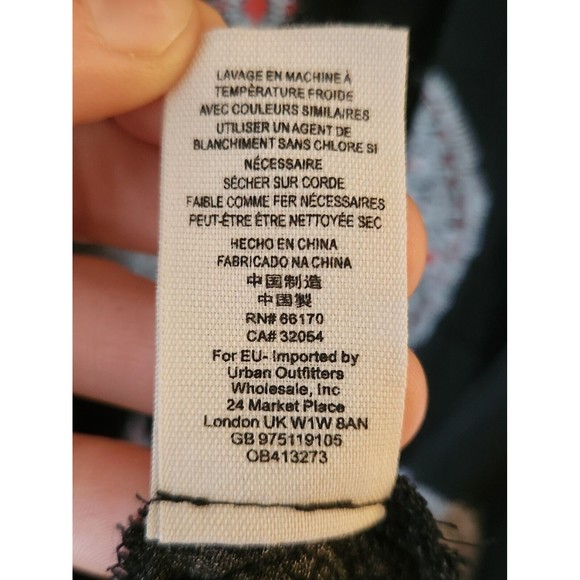 LAVAGE EN MACHINE À
TEMPÉRATURE FROIDE
AVEC COULEURS SIMILAIRES
UTILISER UN AGENT DE
BLANCHIMENT SANS CHLORE SI
NÉCESSAIRE
SÉCHER SUR CORDE
FAIBLE COMME FER NÉCESSAIRES
PEUT-ÊTRE ÊTRE NETTOYÉE SEC
HECHO EN CHINA
FABRICADO NA CHINA
中国制造
中國製
RN# 66170
CA# 32054
For EU- Imported by
Urban Outfitters
Wholesale, Inc
24 Market Place
London UK W1W 8AN
GB 975119105
OB413273